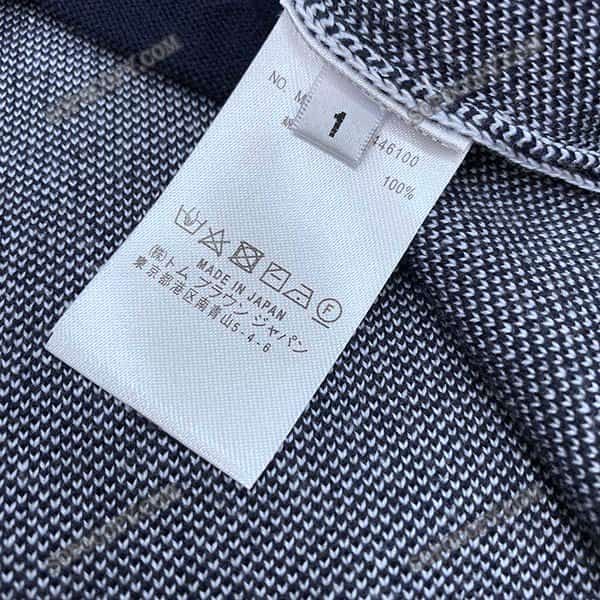 NO. M
1
446100
100%
MADE IN JAPAN
(株)トム ブラウン ジャパン
東京都港区南青山5-4-6
F